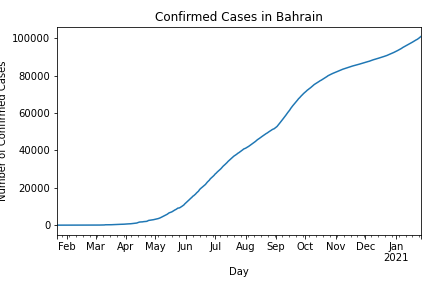 Confirmed Cases in Bahrain
Number of Confirmed Cases
100000
80000
60000
40000
20000
0
Feb Mar Apr May Jun Jul Aug Sep Oct Nov Dec Jan
2021
Day